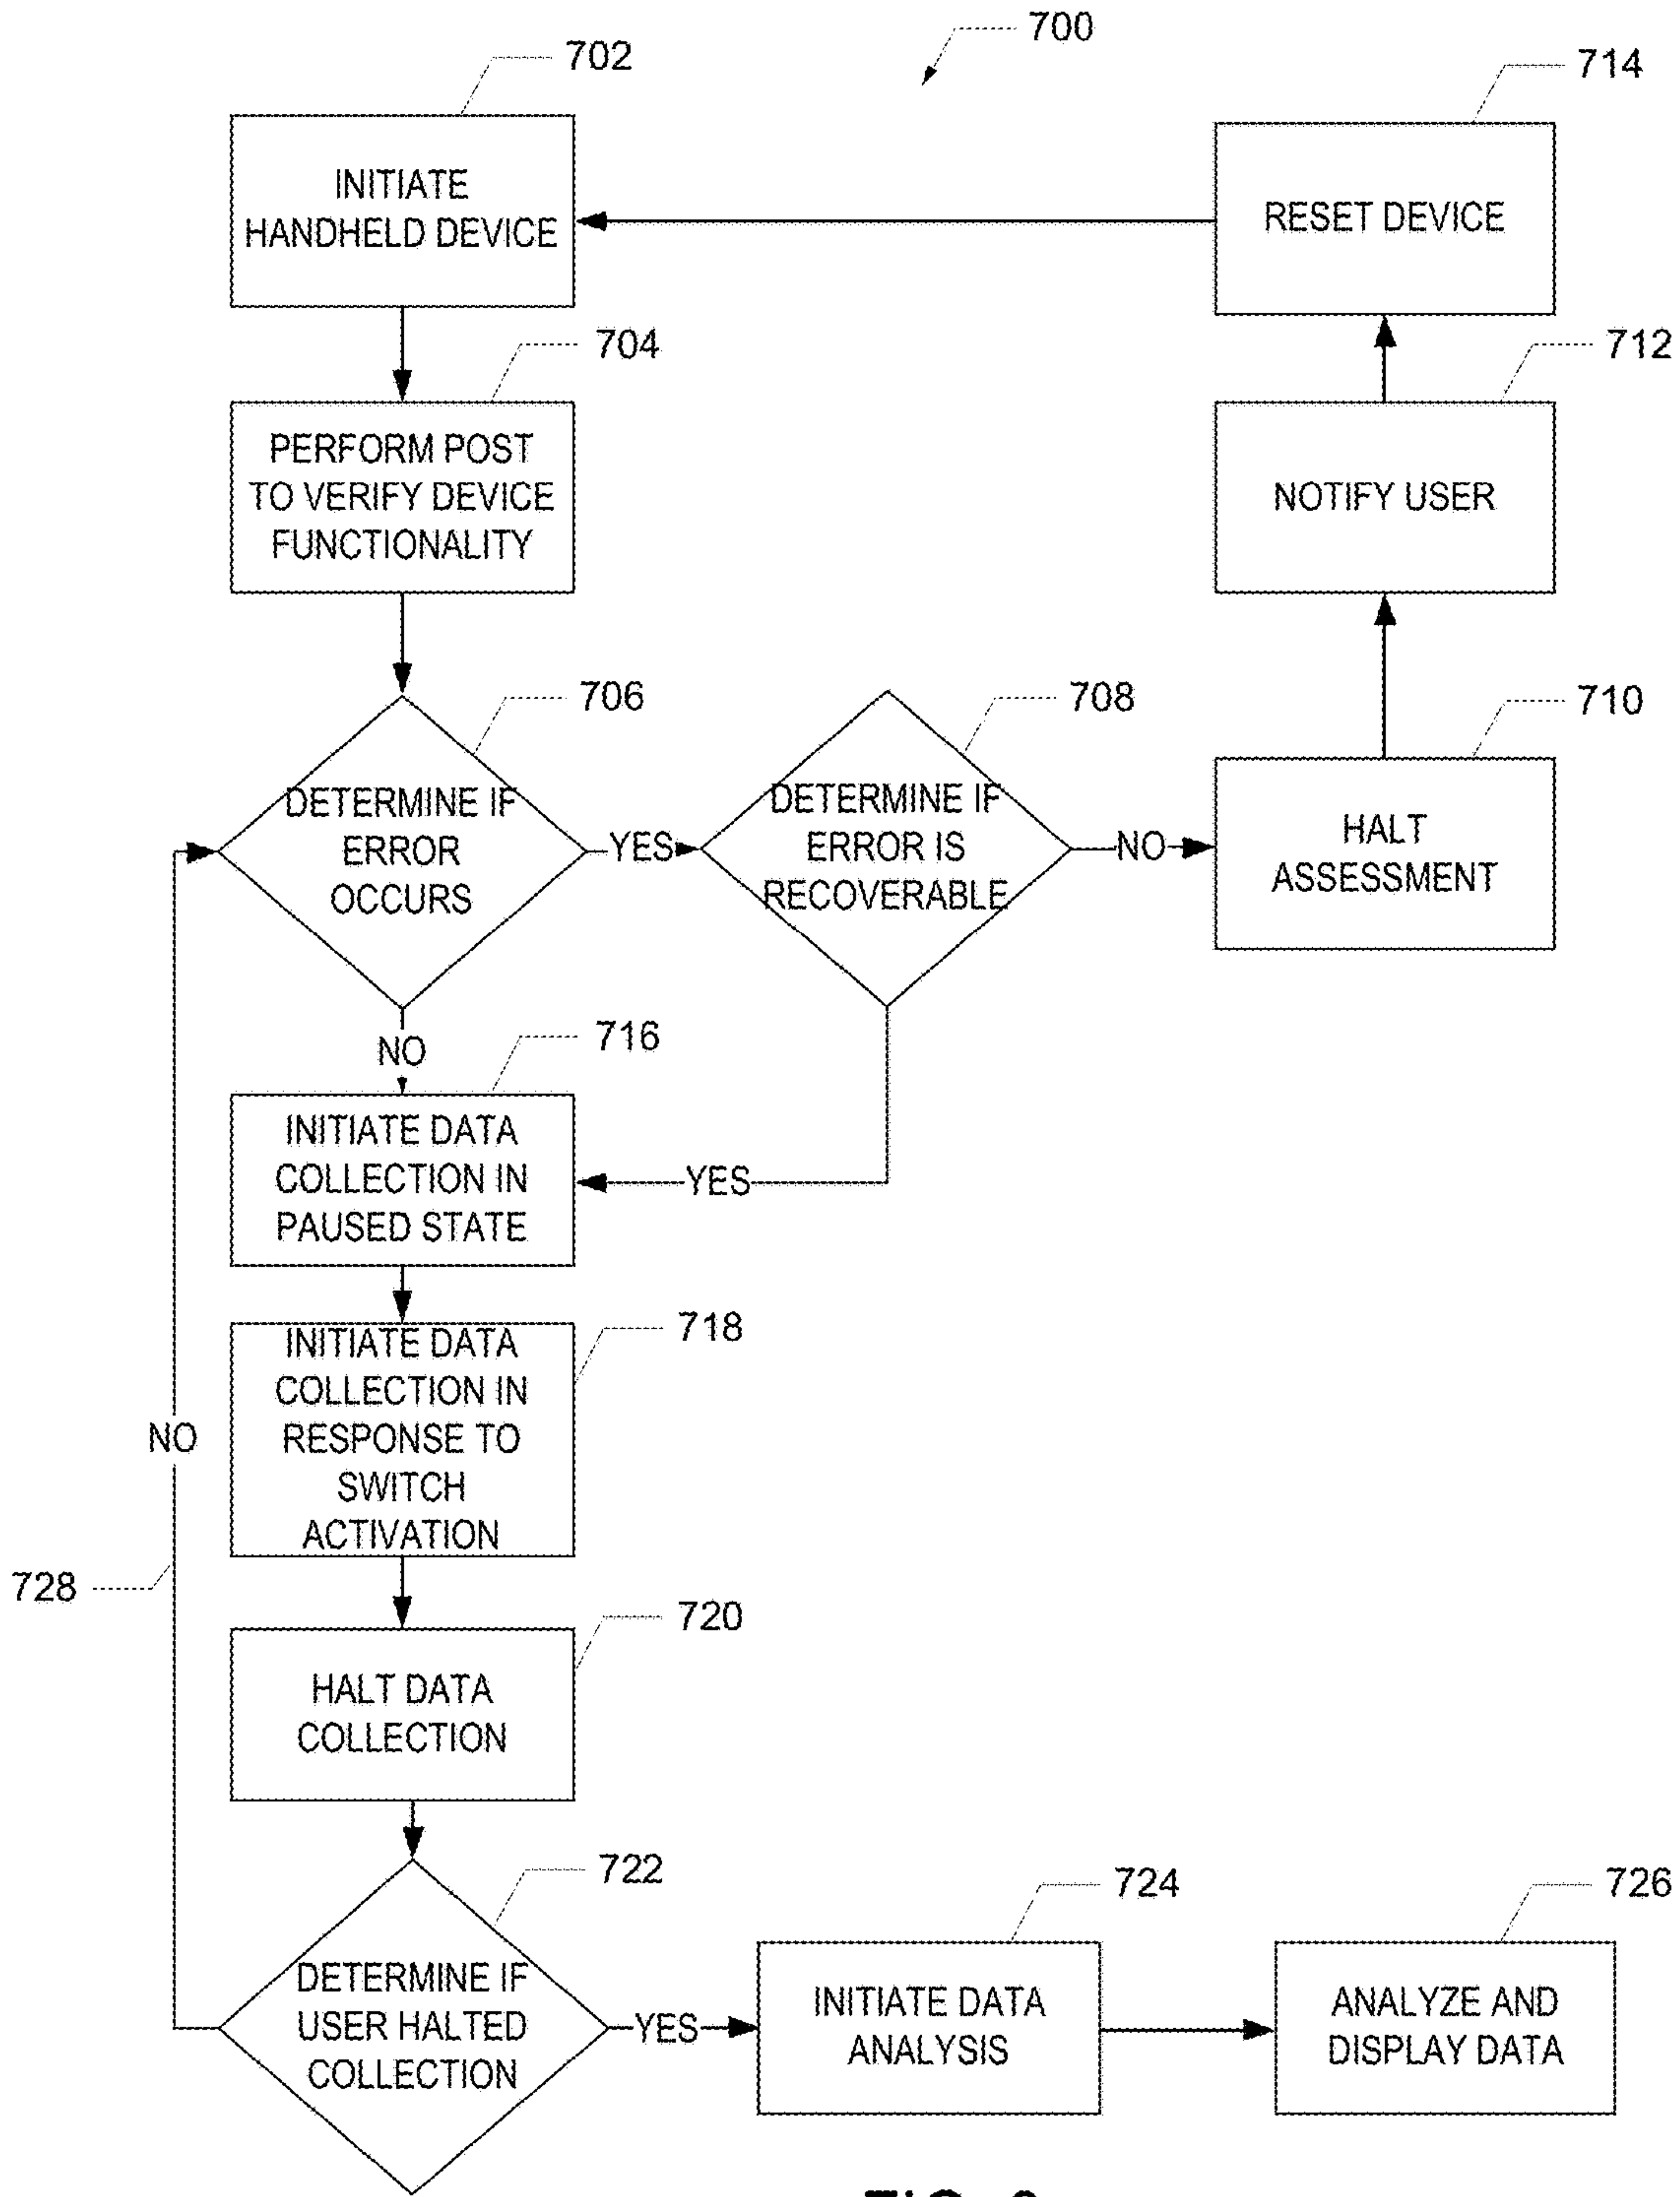 700
702
INITIATE
HANDHELD DEVICE
714
RESET DEVICE
704
PERFORM POST
TO VERIFY DEVICE
FUNCTIONALITY
712
NOTIFY USER
706
DETERMINE IF
ERROR
OCCURS
YES
708
DETERMINE IF
ERROR IS
RECOVERABLE
NO
710
HALT
ASSESSMENT
NO
716
INITIATE DATA
COLLECTION IN
PAUSED STATE
YES
718
INITIATE DATA
COLLECTION IN
RESPONSE TO
SWITCH
ACTIVATION
NO
728
720
HALT DATA
COLLECTION
722
DETERMINE IF
USER HALTED
COLLECTION
YES
724
INITIATE DATA
ANALYSIS
726
ANALYZE AND
DISPLAY DATA